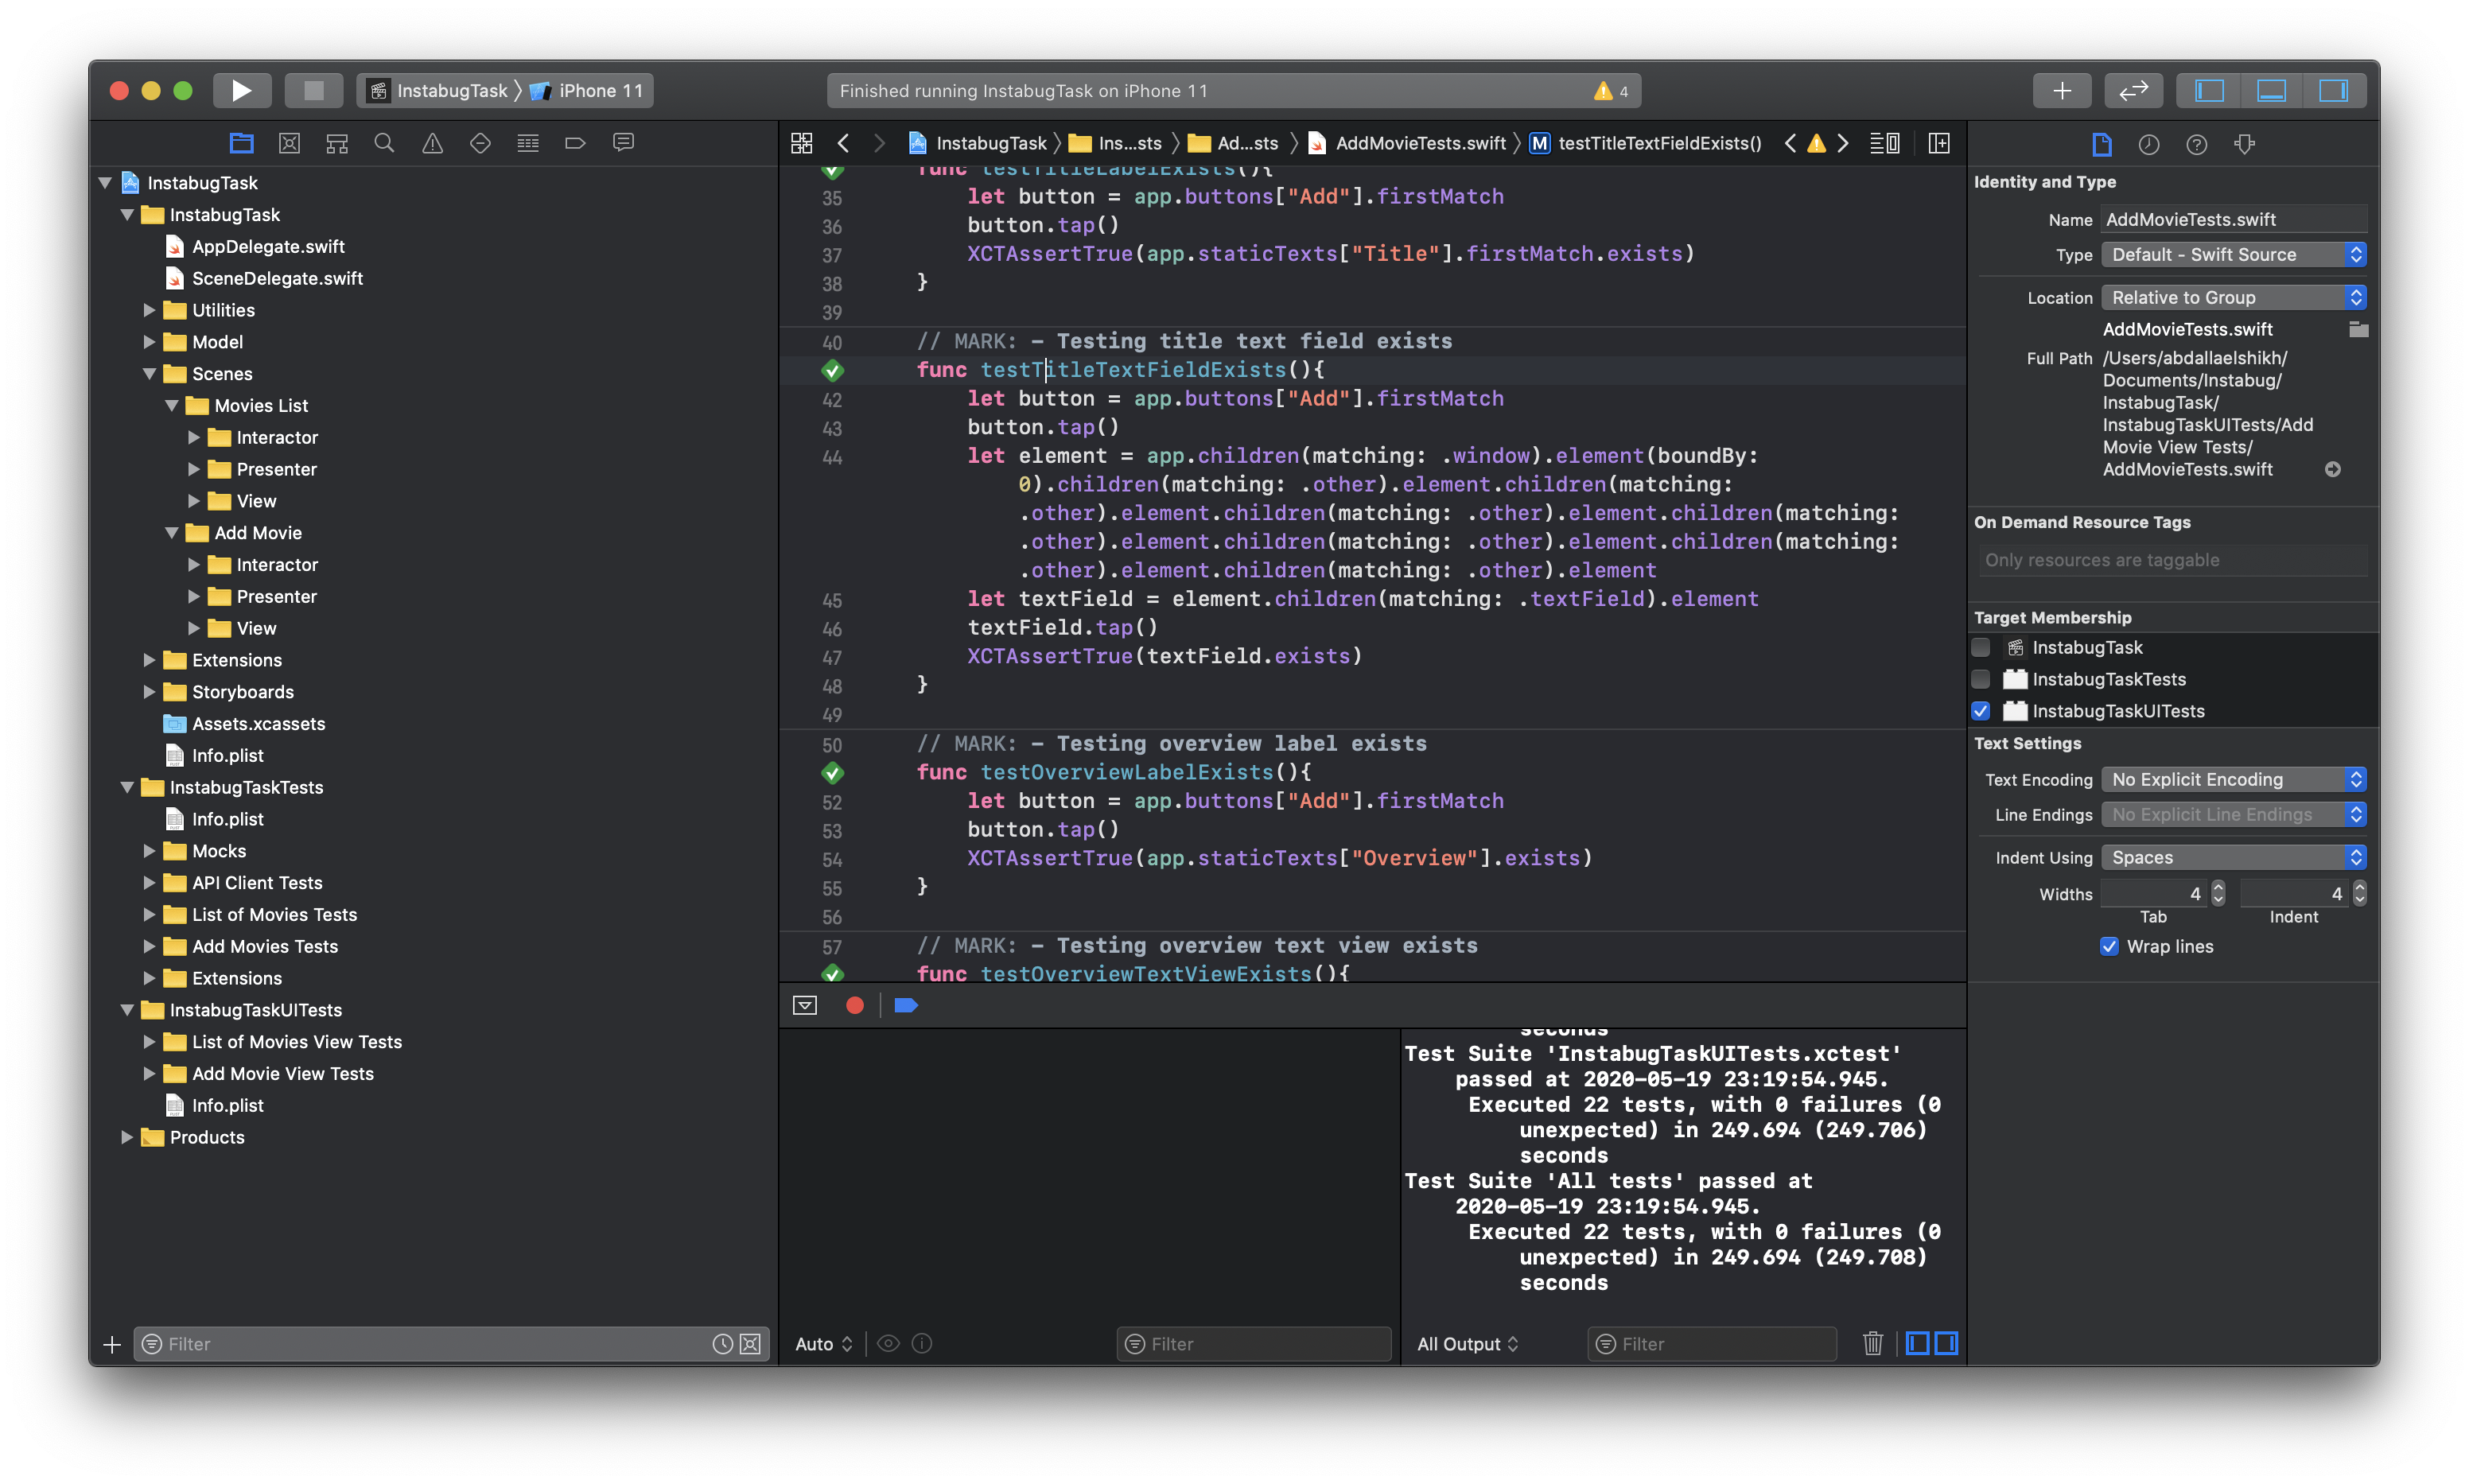 InstabugTask
iPhone 11
Finished running InstabugTask on iPhone 11
4
InstabugTask
InstabugTask
AppDelegate.swift
SceneDelegate.swift
Utilities
Model
Scenes
Movies List
Interactor
Presenter
View
Add Movie
Interactor
Presenter
View
Extensions
Storyboards
Assets.xcassets
Info.plist
InstabugTaskTests
Info.plist
Mocks
API Client Tests
List of Movies Tests
Add Movies Tests
Extensions
InstabugTaskUITests
List of Movies View Tests
Add Movie View Tests
Info.plist
Products
Filter
InstabugTask
Ins...sts
Ad...sts
AddMovieTests.swift
M testTitleTextFieldExists()
func testTitleLabelExists(){
35 let button = app.buttons["Add"].firstMatch
36 button.tap()
37 XCTAssertTrue(app.staticTexts["Title"].firstMatch.exists)
38 }
39
40 // MARK: - Testing title text field exists
func testTitleTextFieldExists(){
42 let button = app.buttons["Add"].firstMatch
43 button.tap()
44 let element = app.children(matching: .window).element(boundBy:
0).children(matching: .other).element.children(matching:
.other).element.children(matching: .other).element.children(matching:
.other).element.children(matching: .other).element.children(matching:
.other).element.children(matching: .other).element
45 let textField = element.children(matching: .textField).element
46 textField.tap()
47 XCTAssertTrue(textField.exists)
48 }
49
50 // MARK: - Testing overview label exists
func testOverviewLabelExists(){
52 let button = app.buttons["Add"].firstMatch
53 button.tap()
54 XCTAssertTrue(app.staticTexts["Overview"].exists)
55 }
56
57 // MARK: - Testing overview text view exists
func testOverviewTextViewExists(){
Auto
Filter
seconds
Test Suite 'InstabugTaskUITests.xctest'
passed at 2020-05-19 23:19:54.945.
Executed 22 tests, with 0 failures (0
unexpected) in 249.694 (249.706)
seconds
Test Suite 'All tests' passed at
2020-05-19 23:19:54.945.
Executed 22 tests, with 0 failures (0
unexpected) in 249.694 (249.708)
seconds
All Output
Filter
Identity and Type
Name AddMovieTests.swift
Type Default - Swift Source
Location Relative to Group
AddMovieTests.swift
Full Path /Users/abdallaelshikh/
Documents/Instabug/
InstabugTask/
InstabugTaskUITests/Add
Movie View Tests/
AddMovieTests.swift
On Demand Resource Tags
Only resources are taggable
Target Membership
InstabugTask
InstabugTaskTests
InstabugTaskUITests
Text Settings
Text Encoding No Explicit Encoding
Line Endings No Explicit Line Endings
Indent Using Spaces
Widths 4 4
Tab Indent
Wrap lines